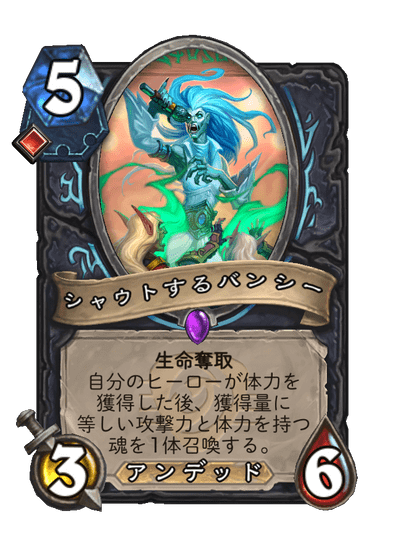 5
シャウトするバンシー
生命奪取
自分のヒーローが体力を
獲得した後、獲得量に
等しい攻撃力と体力を持つ
魂を1体召喚する。
3
アンデッド
6